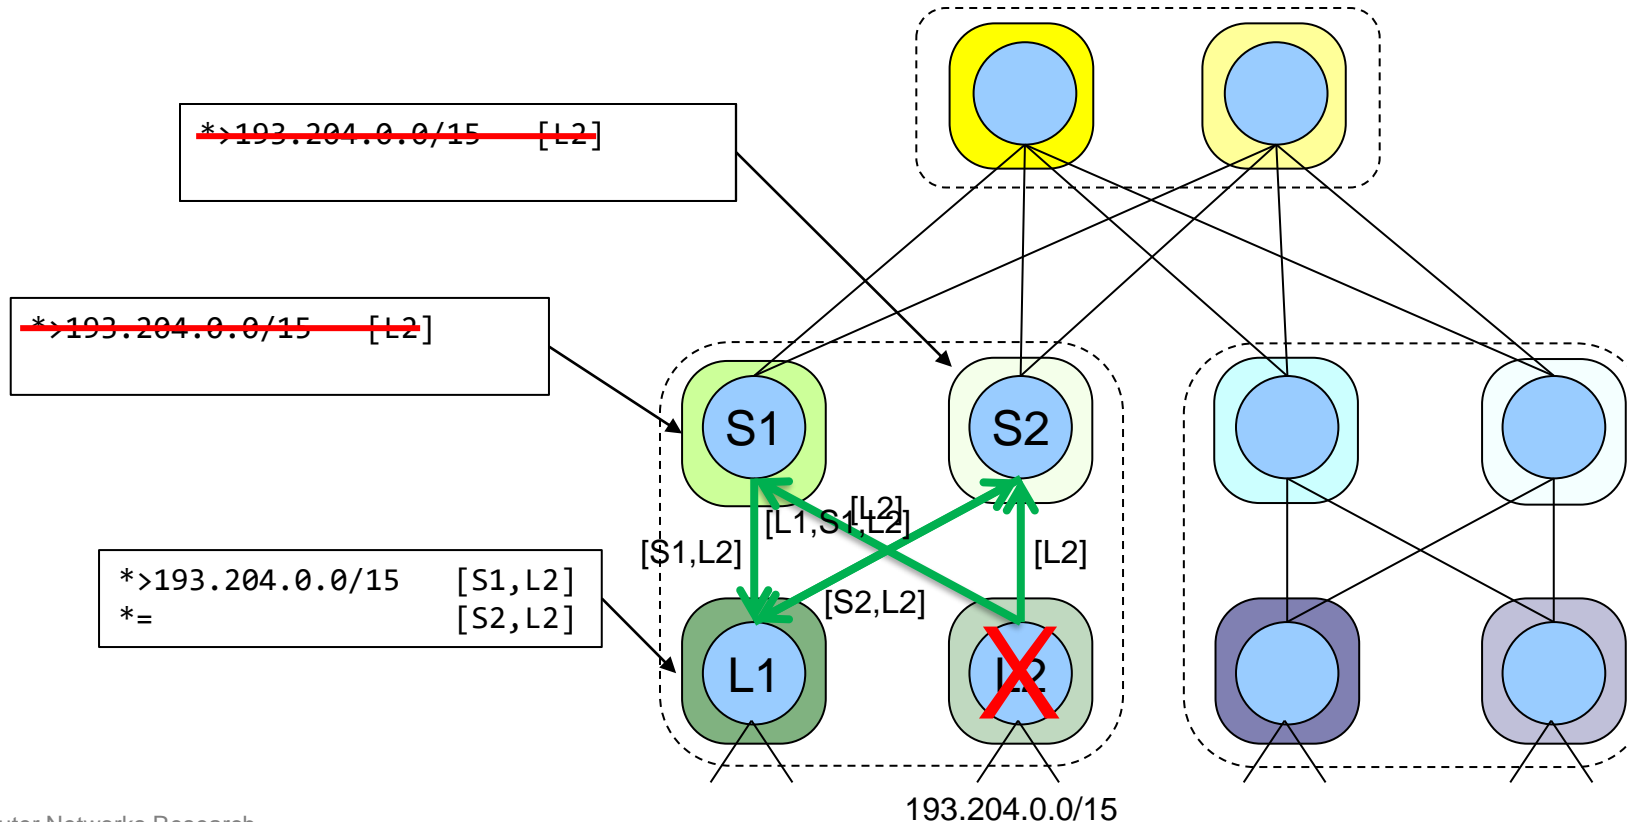 *>193.204.0.0/15 [L2]
*>193.204.0.0/15 [L2]
S1
S2
[L2]
[L1,S1,L2]
[S1,L2]
[L2]
*>193.204.0.0/15 [S1,L2]
*= [S2,L2]
[S2,L2]
L1
L2
193.204.0.0/15
Networks Research